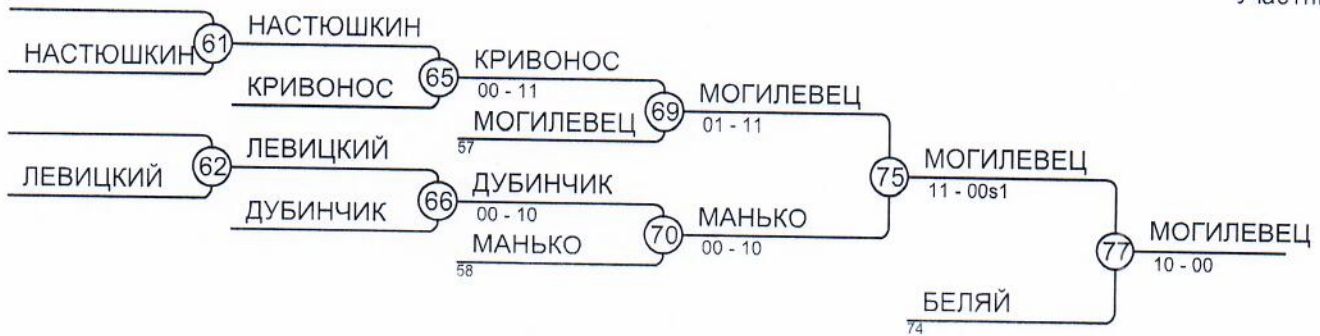 НАСТЮШКИН
61
НАСТЮШКИН
КРИВОНОС
65
КРИВОНОС
00 - 11
МОГИЛЕВЕЦ
57
69
МОГИЛЕВЕЦ
01 - 11
ЛЕВИЦКИЙ
62
ЛЕВИЦКИЙ
ДУБИНЧИК
66
ДУБИНЧИК
00 - 10
МАНЬКО
58
70
МАНЬКО
00 - 10
75
МОГИЛЕВЕЦ
11 - 00s1
БЕЛЯЙ
74
77
МОГИЛЕВЕЦ
10 - 00